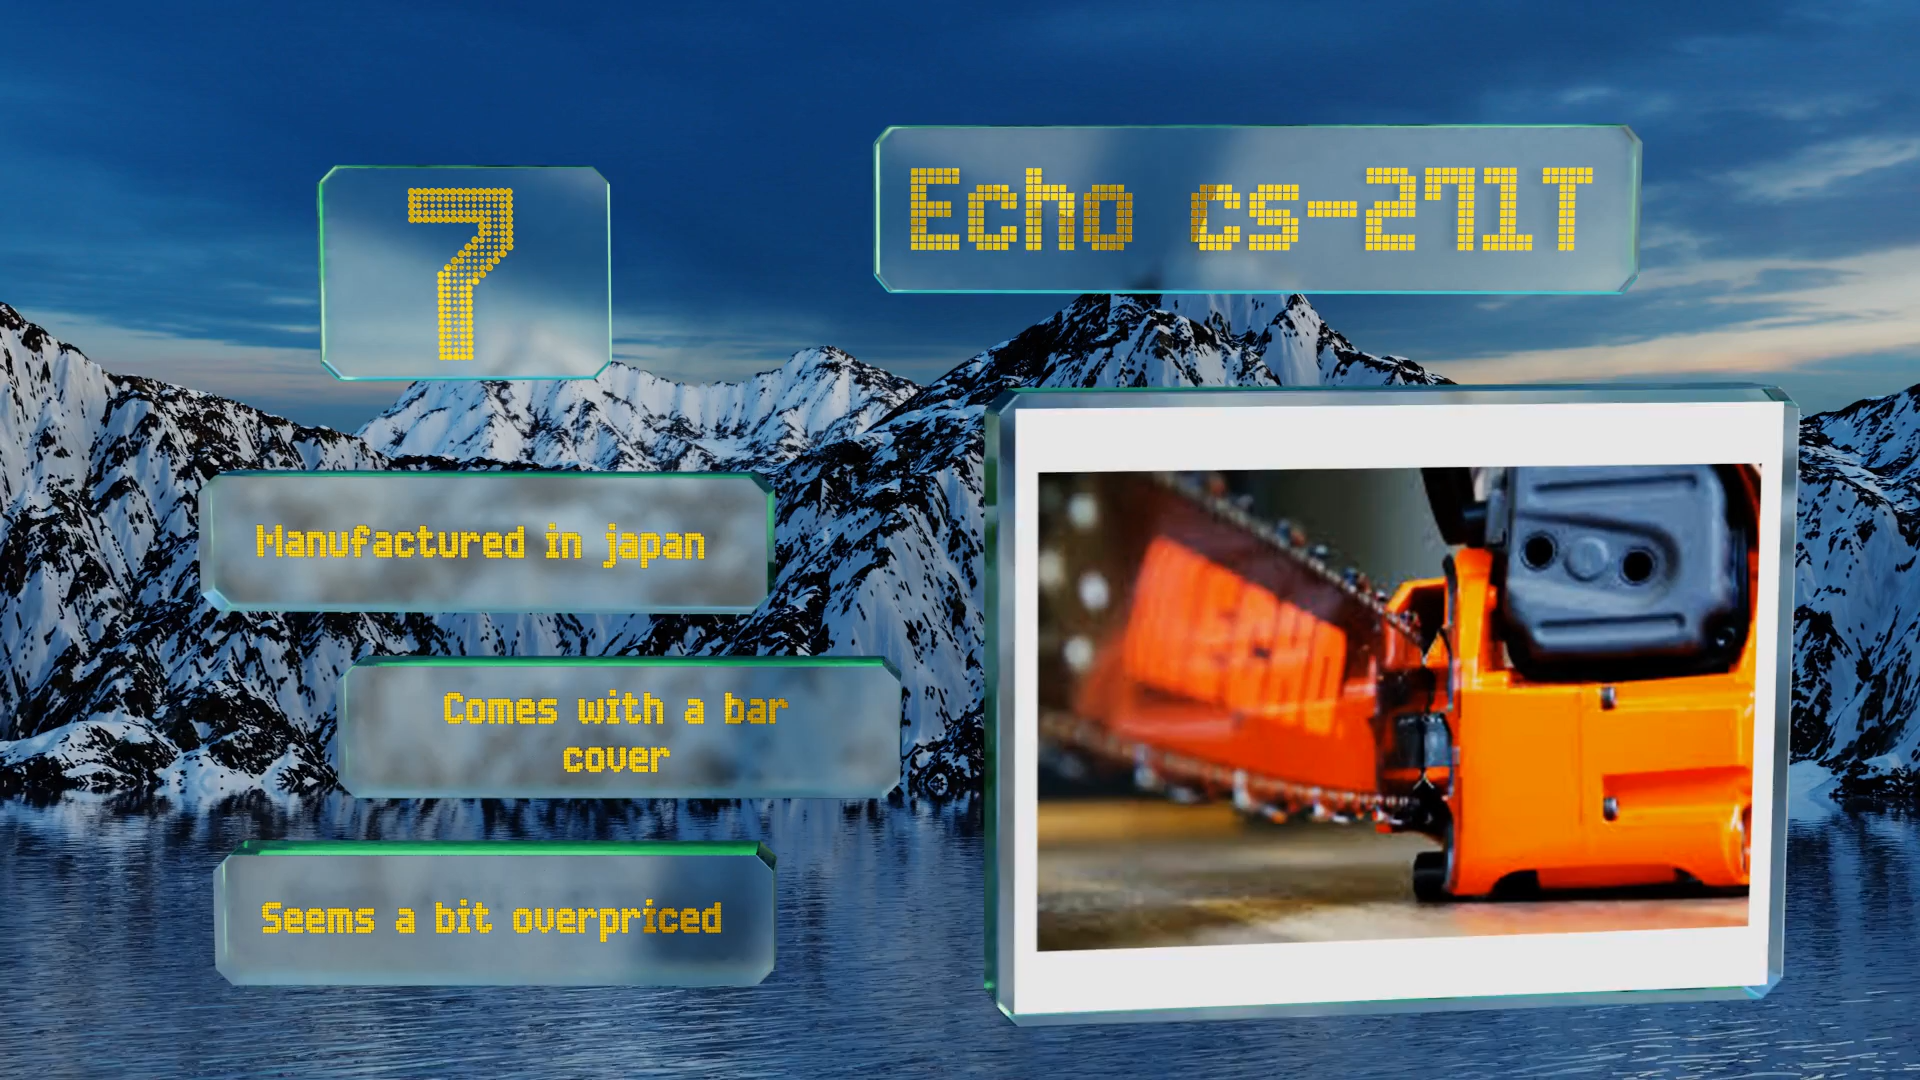 7
Echo cs-271T
Manufactured in japan
Comes with a bar
cover
Seems a bit overpriced